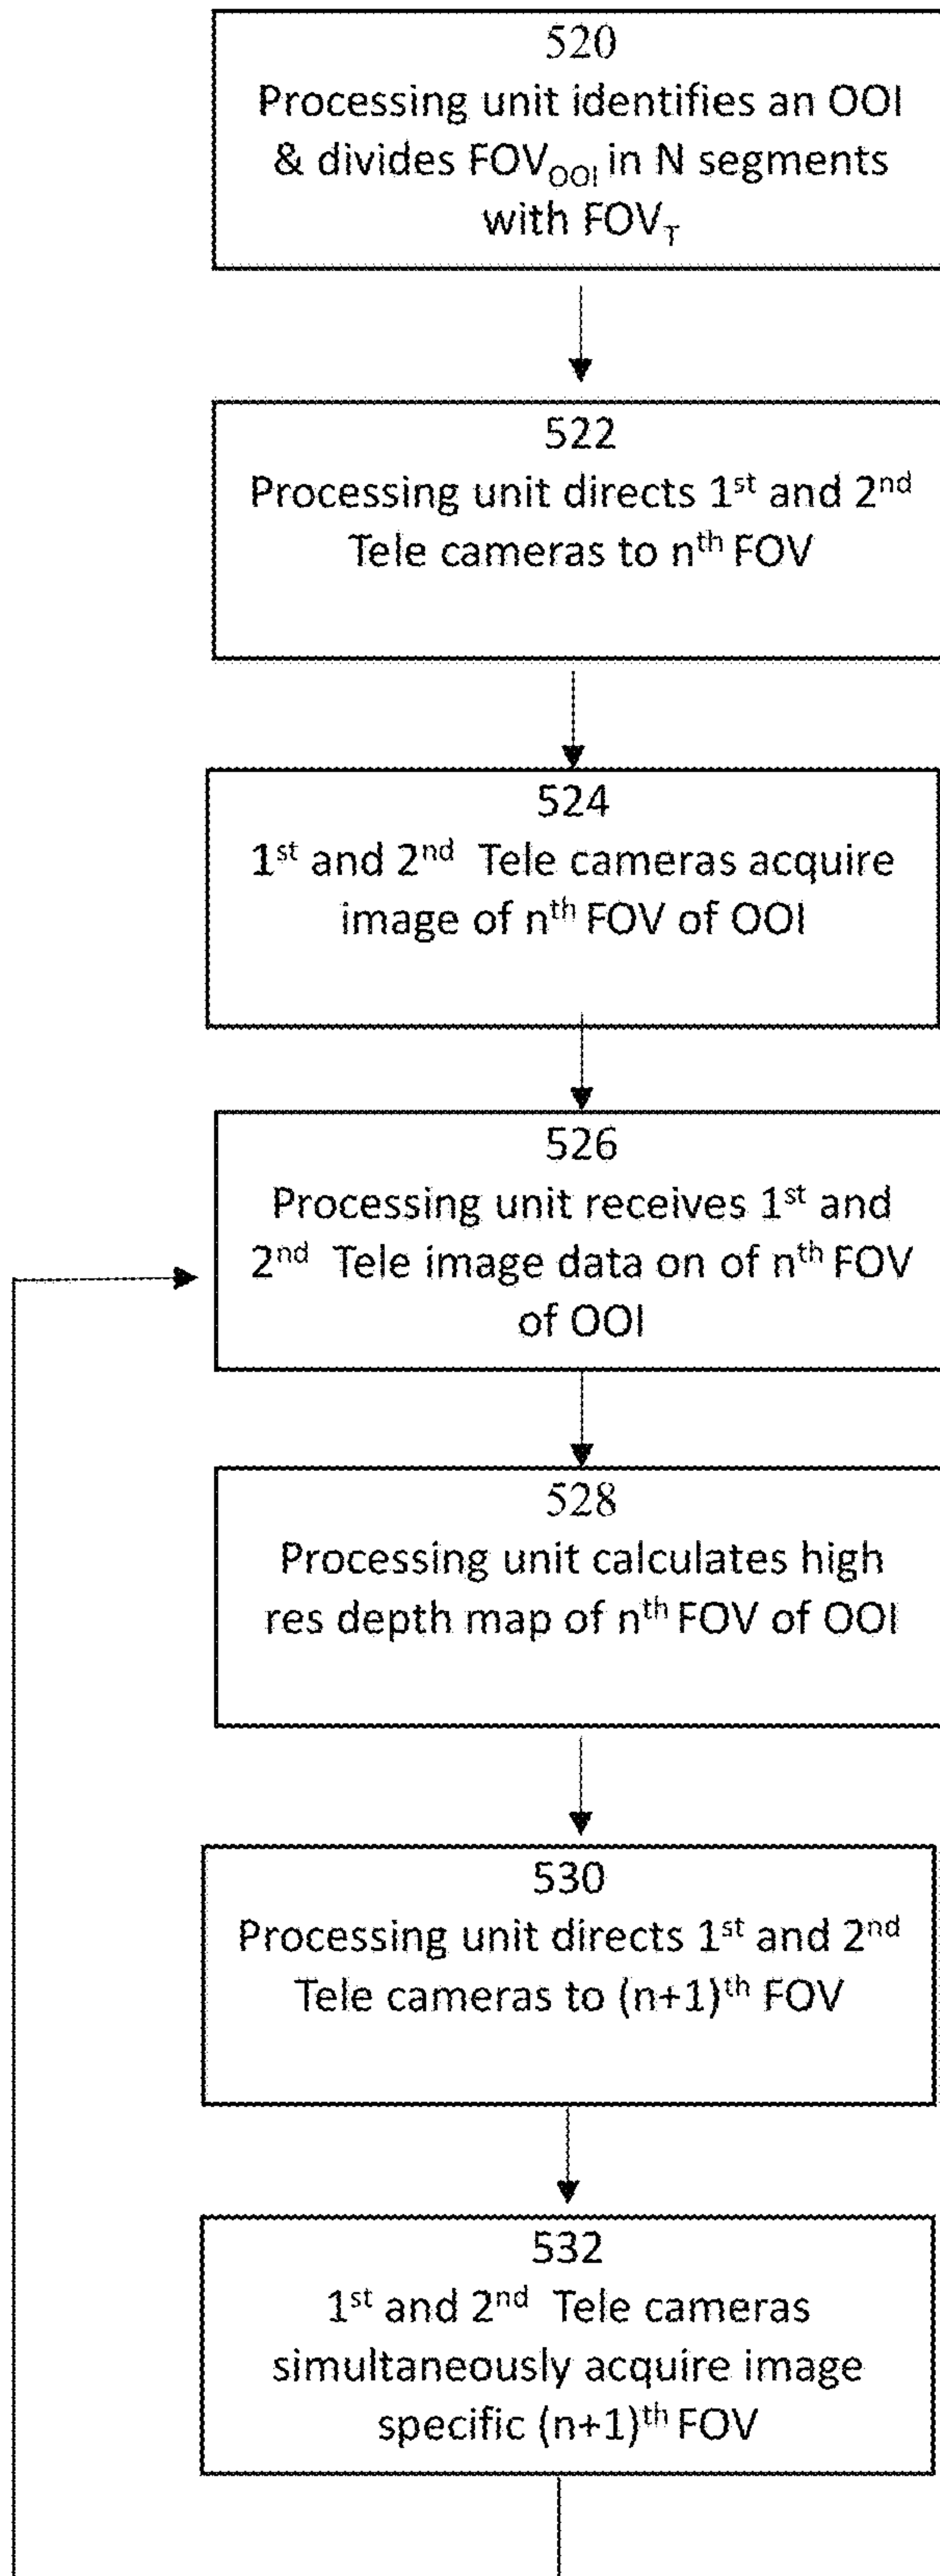 520
Processing unit identifies an OOI
& divides FOV_OOI in N segments
with FOV_T
522
Processing unit directs 1st and 2nd
Tele cameras to nth FOV
524
1st and 2nd Tele cameras acquire
image of nth FOV of OOI
526
Processing unit receives 1st and
2nd Tele image data on of nth FOV
of OOI
528
Processing unit calculates high
res depth map of nth FOV of OOI
530
Processing unit directs 1st and 2nd
Tele cameras to (n+1)th FOV
532
1st and 2nd Tele cameras
simultaneously acquire image
specific (n+1)th FOV